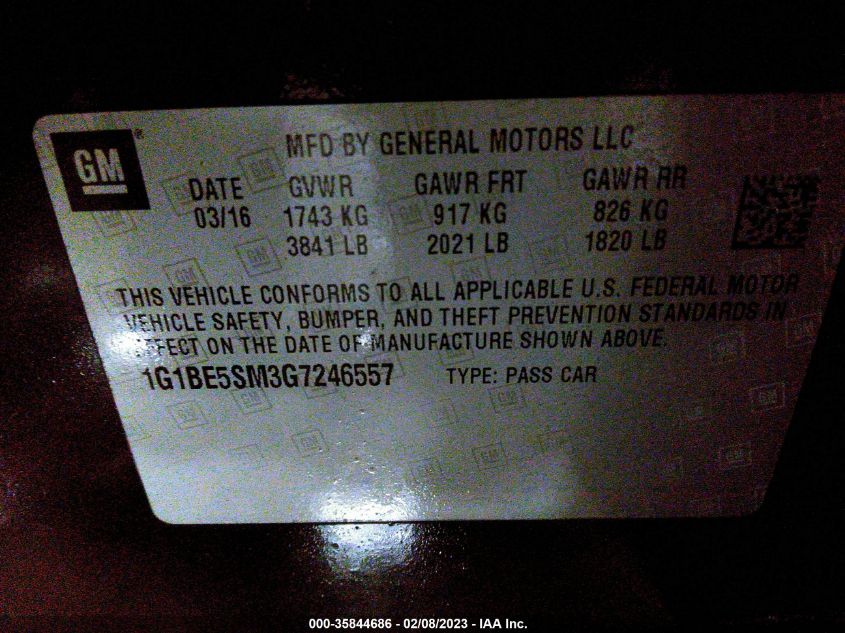 GM®
MFD BY GENERAL MOTORS LLC
DATE GVWR GAWR FRT GAWR RR
03/16 1743 KG 917 KG 826 KG
3841 LB 2021 LB 1820 LB
THIS VEHICLE CONFORMS TO ALL APPLICABLE U.S. FEDERAL MOTOR
VEHICLE SAFETY, BUMPER, AND THEFT PREVENTION STANDARDS IN
EFFECT ON THE DATE OF MANUFACTURE SHOWN ABOVE.
1G1BE5SM3G7246557 TYPE: PASS CAR
000-35844686 - 02/08/2023 - IAA Inc.